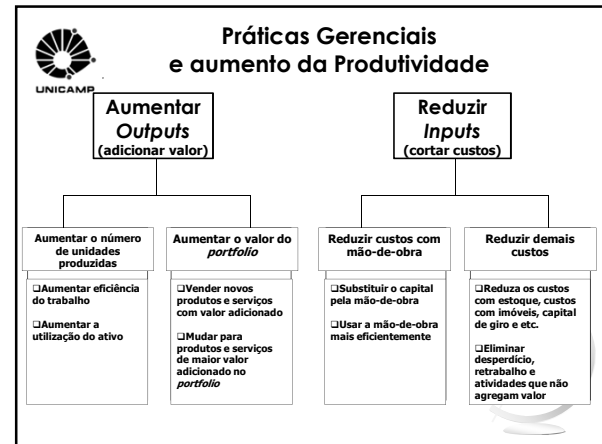 Práticas Gerenciais
e aumento da Produtividade
UNICAMP
Aumentar
Outputs
(adicionar valor)
Reduzir
Inputs
(cortar custos)
Aumentar o número
de unidades
produzidas
❑Aumentar eficiência
do trabalho
❑Aumentar a
utilização do ativo
Aumentar o valor do
portfolio
❑Vender novos
produtos e serviços
com valor adicionado
❑Mudar para
produtos e serviços
de maior valor
adicionado no
portfolio
Reduzir custos com
mão-de-obra
❑Substituir o capital
pela mão-de-obra
❑Usar a mão-de-obra
mais eficientemente
Reduzir demais
custos
❑Reduza os custos
com estoque, custos
com imóveis, capital
de giro e etc.
❑Eliminar
desperdício,
retrabalho e
atividades que não
agregam valor